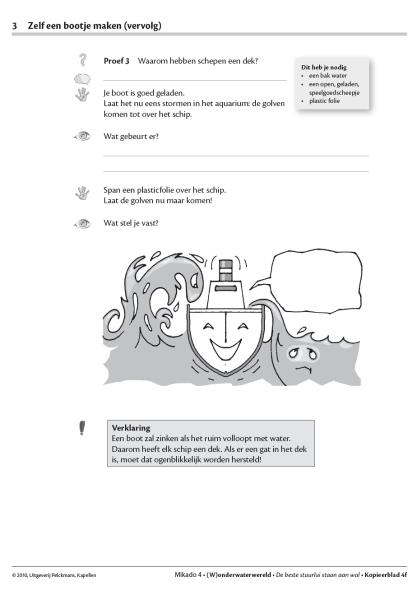 3 Zelf een bootje maken (vervolg)
Proef 3 Waarom hebben schepen een dek?
Dit heb je nodig
• een bak water
• een open, geladen,
speelgoedscheepje
• plastic folie
Je boot is goed geladen.
Laat het nu eens stormen in het aquarium: de golven
komen tot over het schip.
Wat gebeurt er?
Span een plasticfolie over het schip.
Laat de golven nu maar komen!
Wat stel je vast?
Verklaring
Een boot zal zinken als het ruim volloopt met water.
Daarom heeft elk schip een dek. Als er een gat in het dek
is, moet dat ogenblikkelijk worden hersteld!
© 2010, Uitgeverij Pelckmans, Kapellen
Mikado 4 • (W)onderwaterwereld • De beste stuurlui staan aan wal • Kopieerblad 4f